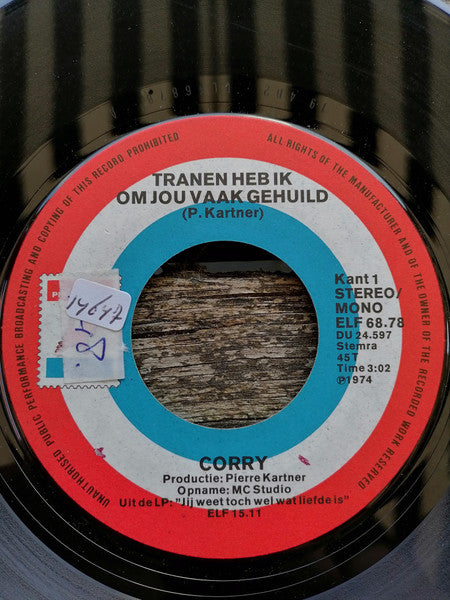 UNAUTHORISED PUBLIC PERFORMANCE BROADCASTING AND COPYING OF THIS RECORD PROHIBITED
ALL RIGHTS OF THE MANUFACTURER AND OF THE OWNER OF THE RECORDED WORK RESERVED
TRANEN HEB IK
OM JOU VAAK GEHUILD
(P. Kartner)
Kant 1
STEREO/
MONO
ELF 68.78
DU 24.597
Stemra
45 T
Time 3:02
℗1974
CORRY
Productie: Pierre Kartner
Opname: MC Studio
Uit de LP: "Jij weet toch wel wat liefde is"
ELF 15.11